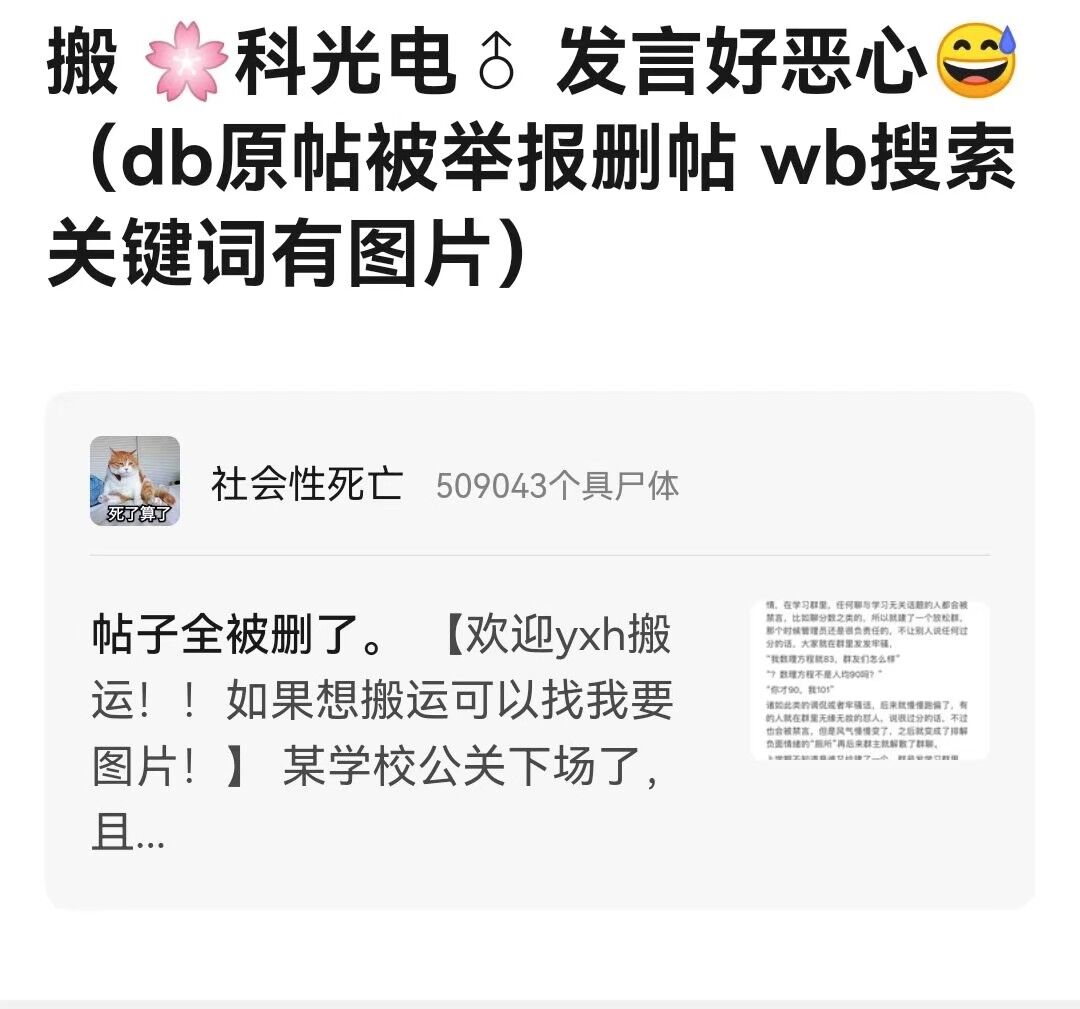 搬 🌸科光电♂ 发言好恶心😅
（db原帖被举报删帖 wb搜索
关键词有图片）
死了算了
社会性死亡 509043个具尸体
帖子全被删了。【欢迎yxh搬
运！！如果想搬运可以找我要
图片！】某学校公关下场了，
且...
情，在学习群里，任何聊与学习无关话题的人都会被
禁言，比如聊分数之类的，所以就建了一个放松群，
那个时候管理员还是很负责任的，不让别人说任何过
分的话，大家就在群里发发牢骚，
“我数理方程就83，群友们怎么样”
“？数理方程不是人均90吗？”
“你才90，我101”
诸如此类的调侃或者牢骚话，后来就慢慢跑偏了，有
的人就在群里无缘无故的怼人，说很过分的话，不过
也会被禁言，但是风气慢慢变了，之后就变成了排解
负面情绪的“厕所”再后来群主就解散了群聊。